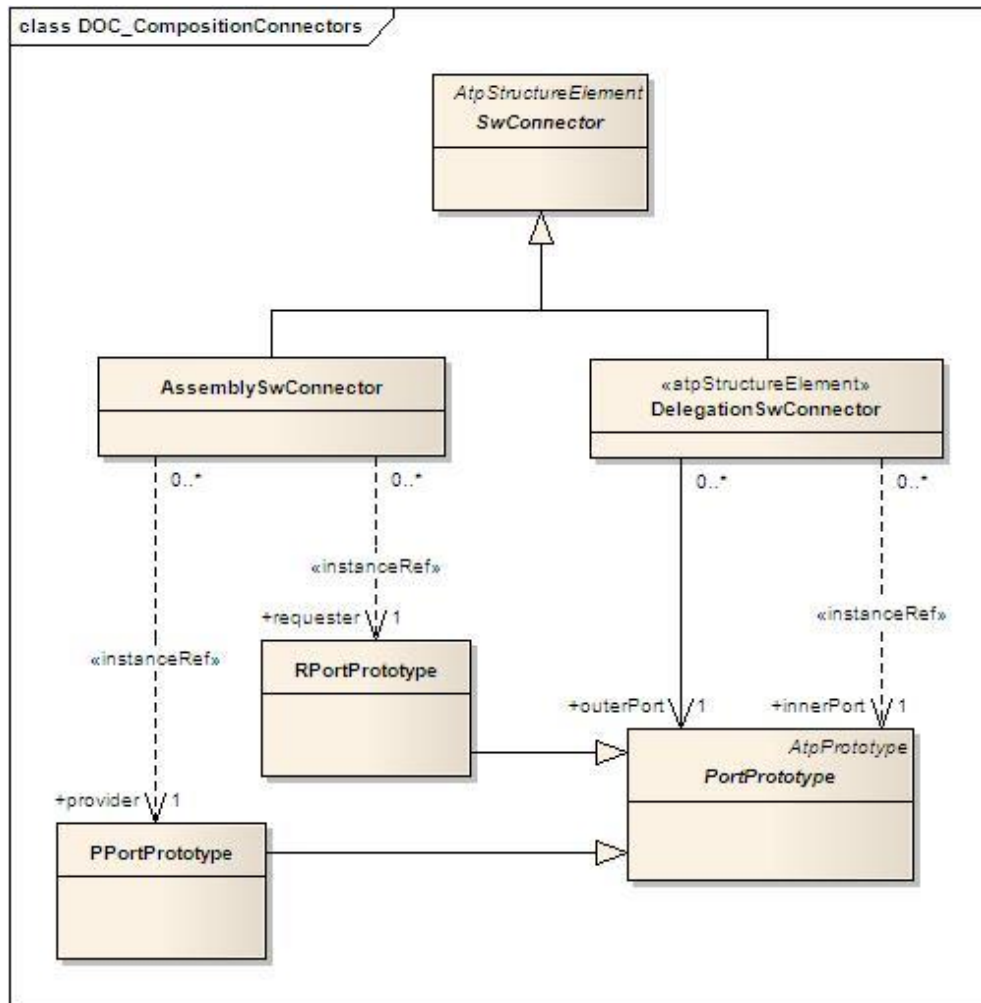 class DOC_CompositionConnectors
AtpStructureElement
SwConnector
AssemblySwConnector
«atpStructureElement»
DelegationSwConnector
0..*
0..*
0..*
0..*
«instanceRef»
«instanceRef»
«instanceRef»
+requester 1
RPortPrototype
+outerPort 1
+innerPort 1
AtpPrototype
PortPrototype
+provider 1
PPortPrototype